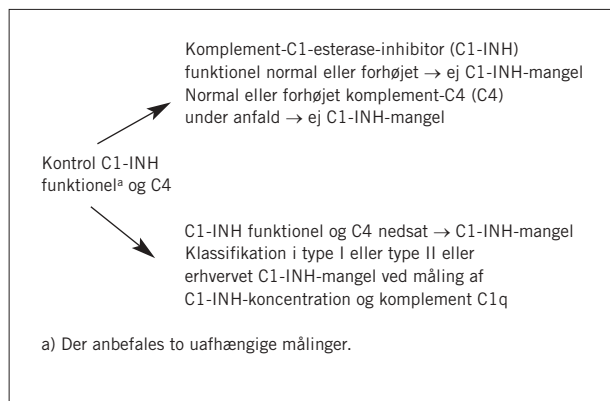 Komplement-C1-esterase-inhibitor (C1-INH)
funktionel normal eller forhøjet → ej C1-INH-mangel
Normal eller forhøjet komplement-C4 (C4)
under anfald → ej C1-INH-mangel
Kontrol C1-INH
funktionelᵃ og C4
C1-INH funktionel og C4 nedsat → C1-INH-mangel
Klassifikation i type I eller type II eller
erhvervet C1-INH-mangel ved måling af
C1-INH-koncentration og komplement C1q
a) Der anbefales to uafhængige målinger.